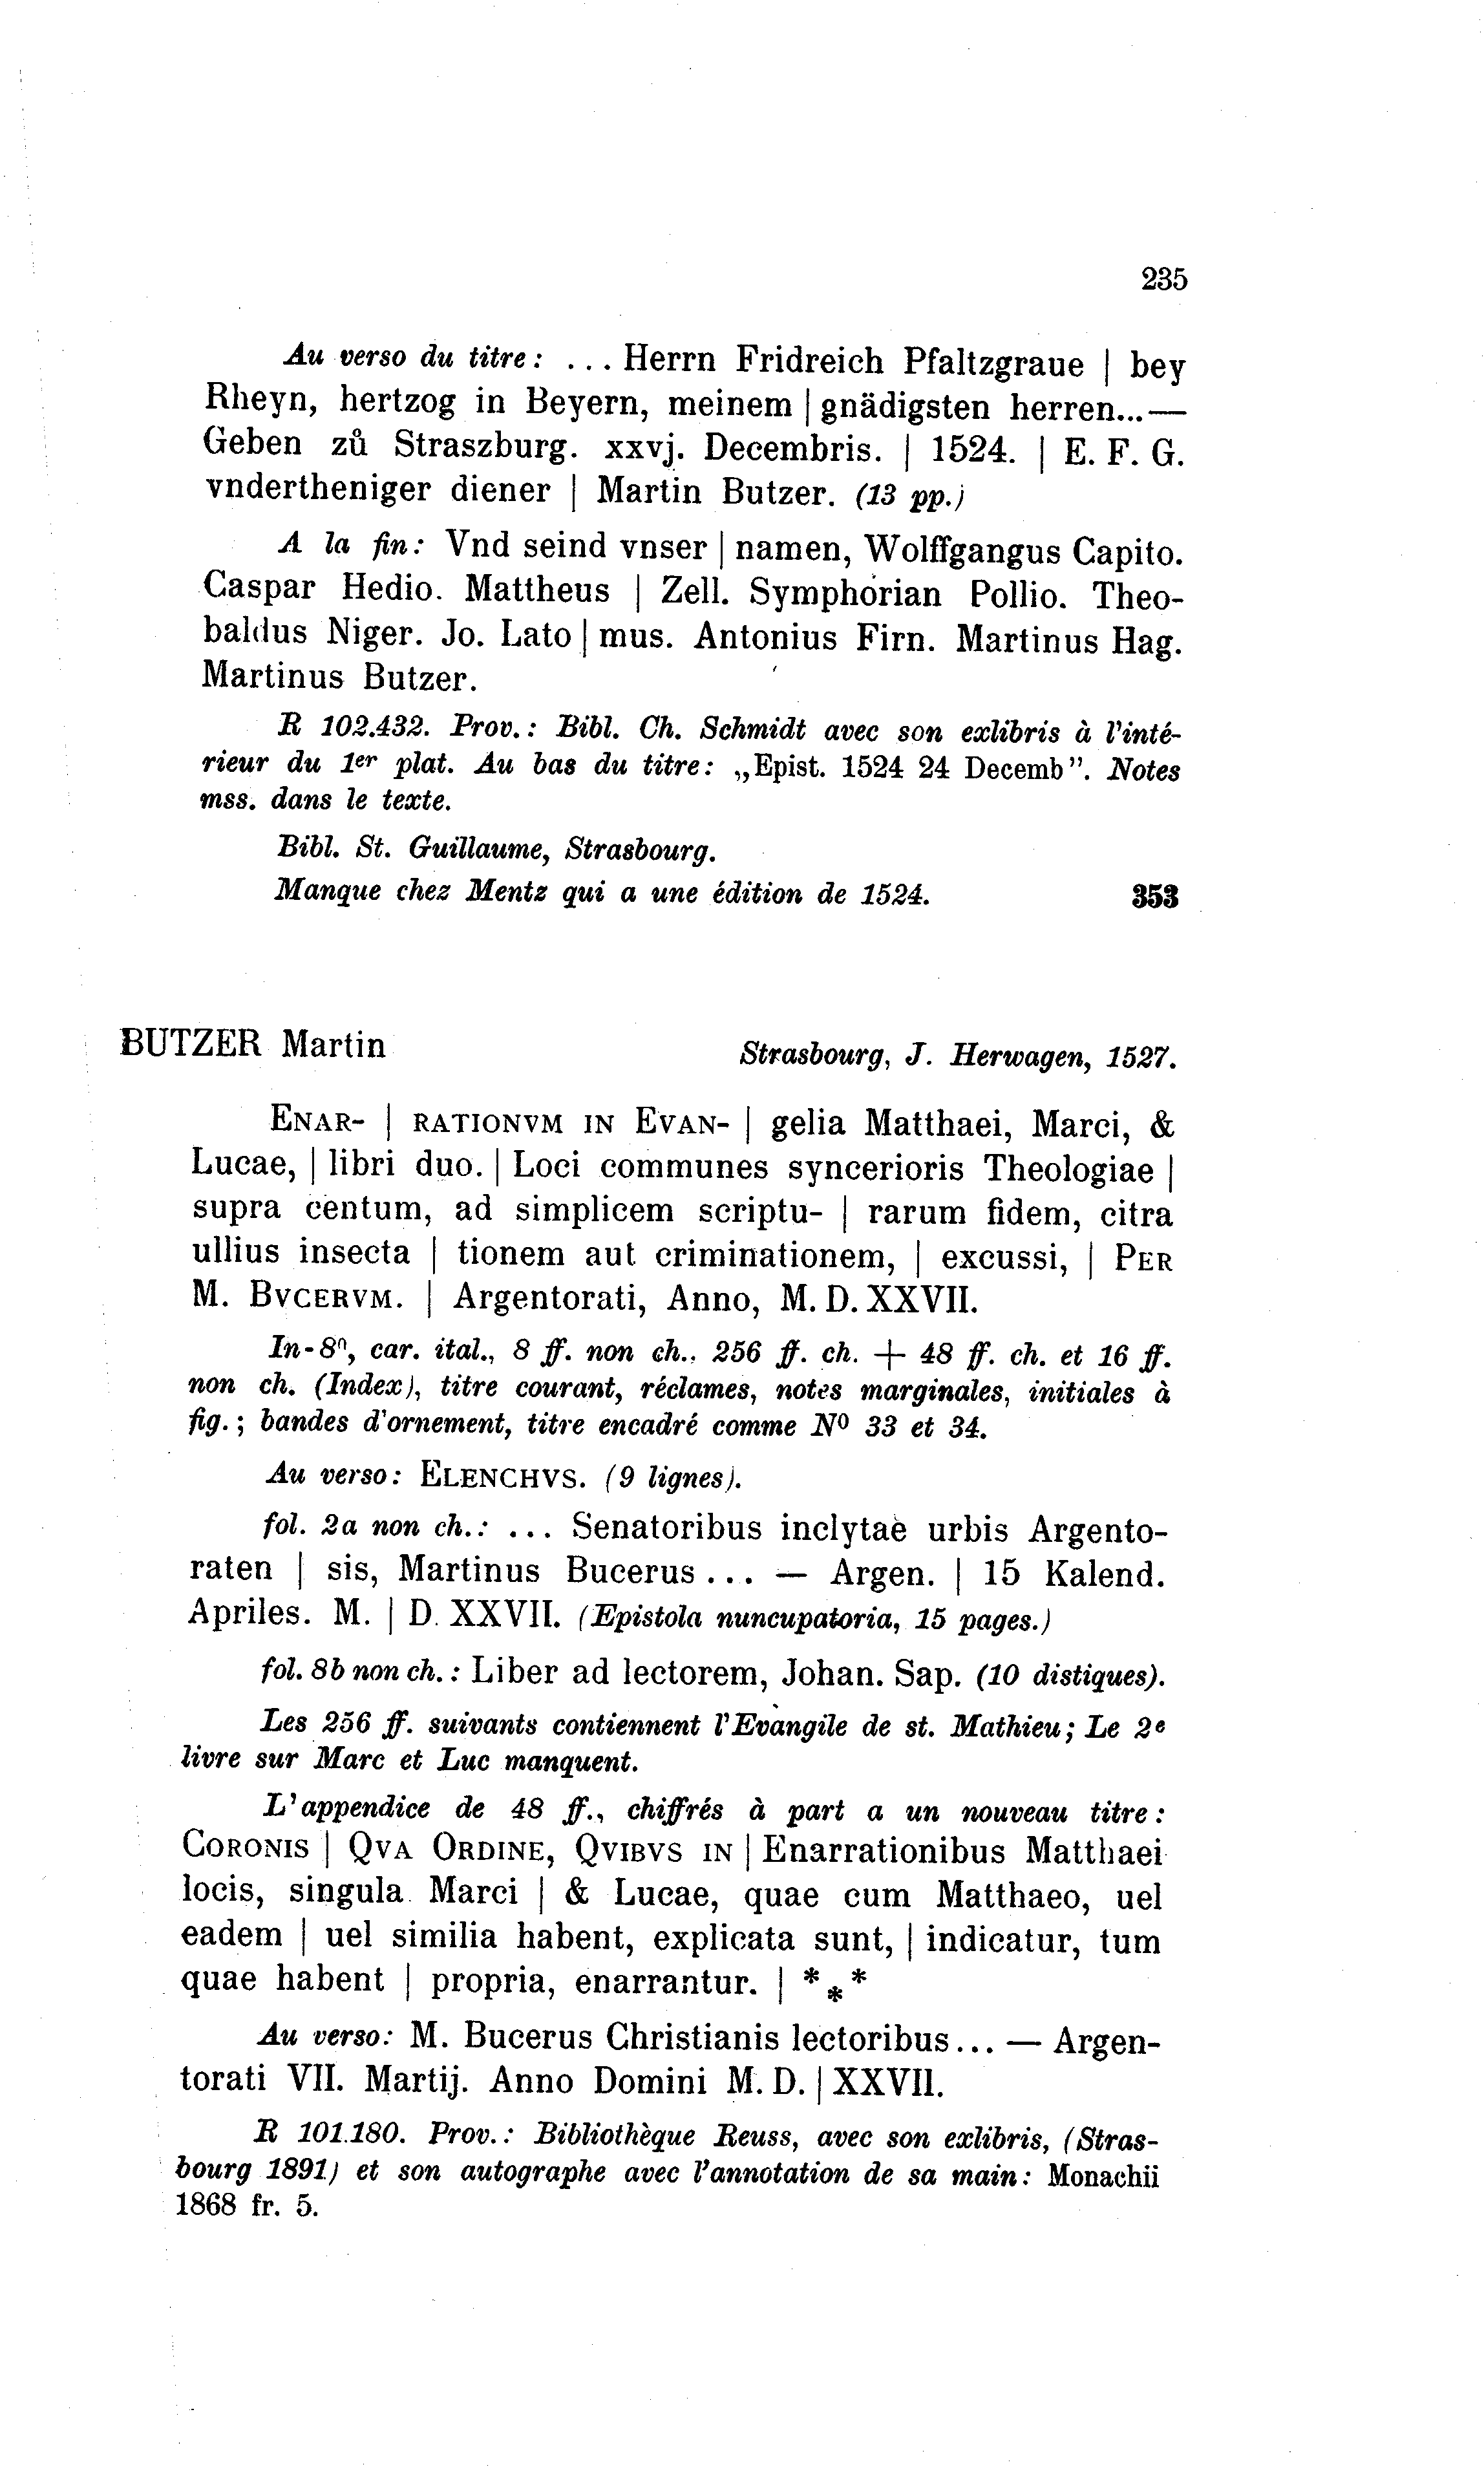 235
Au verso du titre: ... Herrn Fridreich Pfaltzgraue | bey
Rheyn, hertzog in Beyern, meinem | gnädigsten herren...—
Geben zů Straszburg. xxvj. Decembris. | 1524. | E. F. G.
vndertheniger diener | Martin Butzer. (13 pp.)
A la fin: Vnd seind vnser | namen, Wolffgangus Capito.
Caspar Hedio. Mattheus | Zell. Symphorian Pollio. Theo-
baldus Niger. Jo. Lato | mus. Antonius Firn. Martinus Hag.
Martinus Butzer.
R 102.432. Prov.: Bibl. Ch. Schmidt avec son exlibris à l'inté-
rieur du 1er plat. Au bas du titre: „Epist. 1524 24 Decemb”. Notes
mss. dans le texte.
Bibl. St. Guillaume, Strasbourg.
Manque chez Mentz qui a une édition de 1524. 353
BUTZER Martin
Strasbourg, J. Herwagen, 1527.
ENAR- | RATIONVM IN EVAN- | gelia Matthaei, Marci, &
Lucae, | libri duo. | Loci communes syncerioris Theologiae |
supra centum, ad simplicem scriptu- | rarum fidem, citra
ullius insecta | tionem aut criminationem, | excussi, | PER
M. BVCERVM. | Argentorati, Anno, M. D. XXVII.
In-8º, car. ital., 8 ff. non ch., 256 ff. ch. + 48 ff. ch. et 16 ff.
non ch. (Index), titre courant, réclames, notes marginales, initiales à
fig.; bandes d'ornement, titre encadré comme Nº 33 et 34.
Au verso: ELENCHVS. (9 lignes).
fol. 2a non ch.: ... Senatoribus inclytae urbis Argento-
raten | sis, Martinus Bucerus ... — Argen. | 15 Kalend.
Apriles. M. | D. XXVII. (Epistola nuncupatoria, 15 pages.)
fol. 8b non ch.: Liber ad lectorem, Johan. Sap. (10 distiques).
Les 256 ff. suivants contiennent l'Evangile de st. Mathieu; Le 2e
livre sur Marc et Luc manquent.
L'appendice de 48 ff., chiffrés à part a un nouveau titre:
CORONIS | QVA ORDINE, QVIBVS IN | Enarrationibus Matthaei
locis, singula Marci | & Lucae, quae cum Matthaeo, uel
eadem | uel similia habent, explicata sunt, | indicatur, tum
quae habent | propria, enarrantur. | ***
Au verso: M. Bucerus Christianis lectoribus... — Argen-
torati VII. Martij. Anno Domini M. D. | XXVII.
R 101.180. Prov.: Bibliothèque Reuss, avec son exlibris, (Stras-
bourg 1891) et son autographe avec l'annotation de sa main: Monachii
1868 fr. 5.